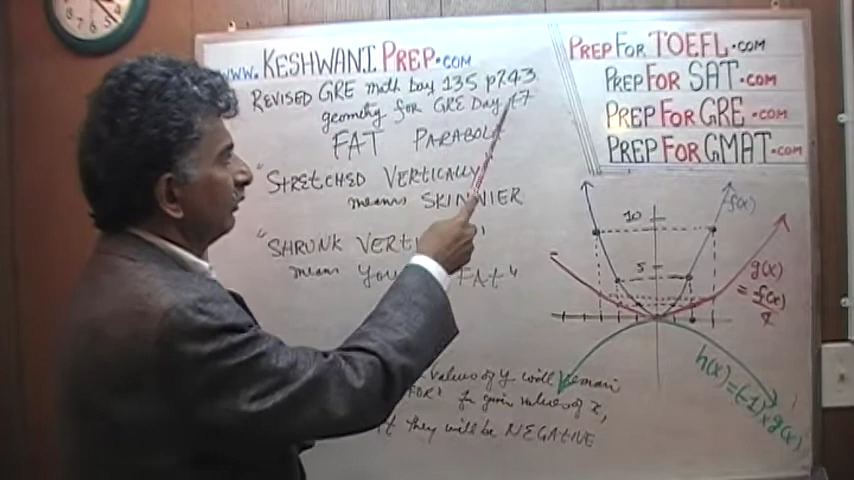 www.KESHWANI PREP.COM
REVISED GRE math Day 135 p243
geometry for GRE Day 17
FAT PARABOLA
"STRETCHED VERTICALLY
means SKINNIER
"SHRUNK
means YOU FAt"
values of y will remain
for given values of x,
they will be NEGATIVE
PREP FOR TOEFL.COM
PREP FOR SAT.COM
PREP FOR GRE.COM
PREP FOR GMAT.COM
f(x)
10
5
g(x)
= f(x)
h(x)=(-1)×g(x)